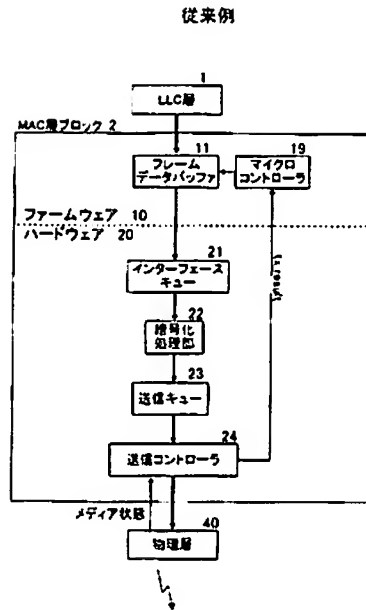 従来例
1
LLC層
MAC層ブロック 2
11
フレーム
データバッファ
19
マイクロ
コントローラ
ファームウェア 10
ハードウェア 20
tx result
21
インターフェース
キュー
22
暗号化
処理部
23
送信キュー
24
送信コントローラ
メディア状態
40
物理層